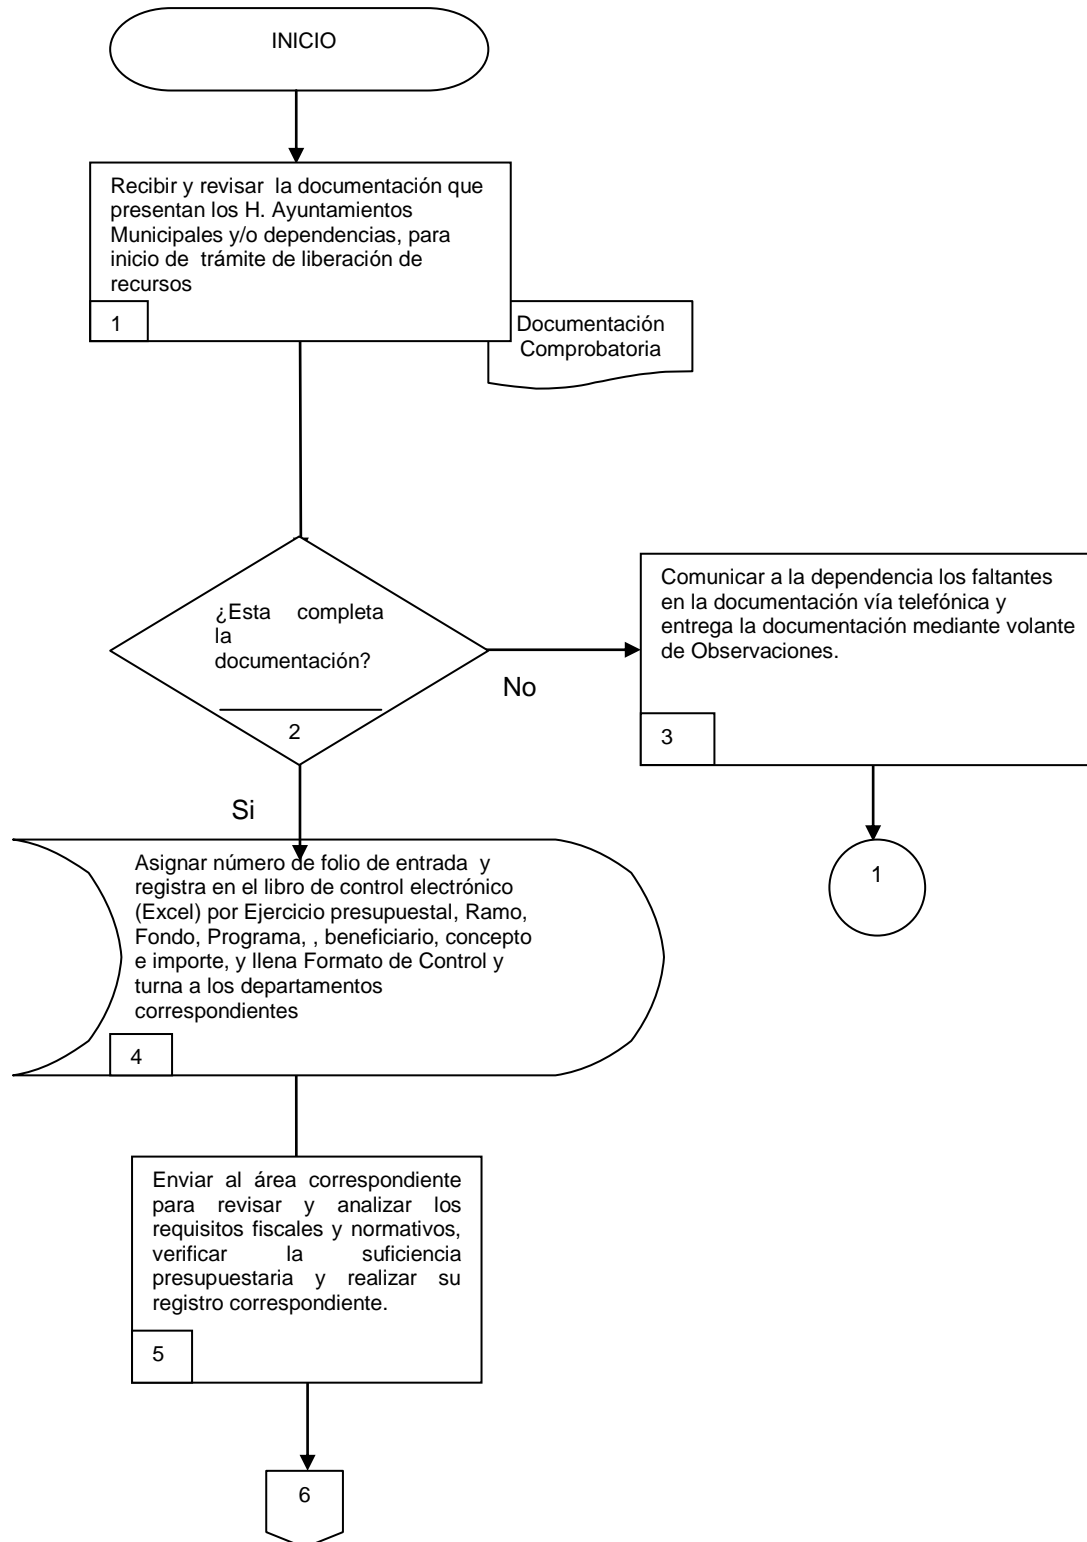 INICIO
Recibir y revisar la documentación que
presentan los H. Ayuntamientos
Municipales y/o dependencias, para
inicio de trámite de liberación de
recursos
1
Documentación
Comprobatoria
¿Esta completa
la
documentación?
2
No
Comunicar a la dependencia los faltantes
en la documentación vía telefónica y
entrega la documentación mediante volante
de Observaciones.
3
1
Si
Asignar número de folio de entrada y
registra en el libro de control electrónico
(Excel) por Ejercicio presupuestal, Ramo,
Fondo, Programa, , beneficiario, concepto
e importe, y llena Formato de Control y
turna a los departamentos
correspondientes
4
Enviar al área correspondiente
para revisar y analizar los
requisitos fiscales y normativos,
verificar la suficiencia
presupuestaria y realizar su
registro correspondiente.
5
6